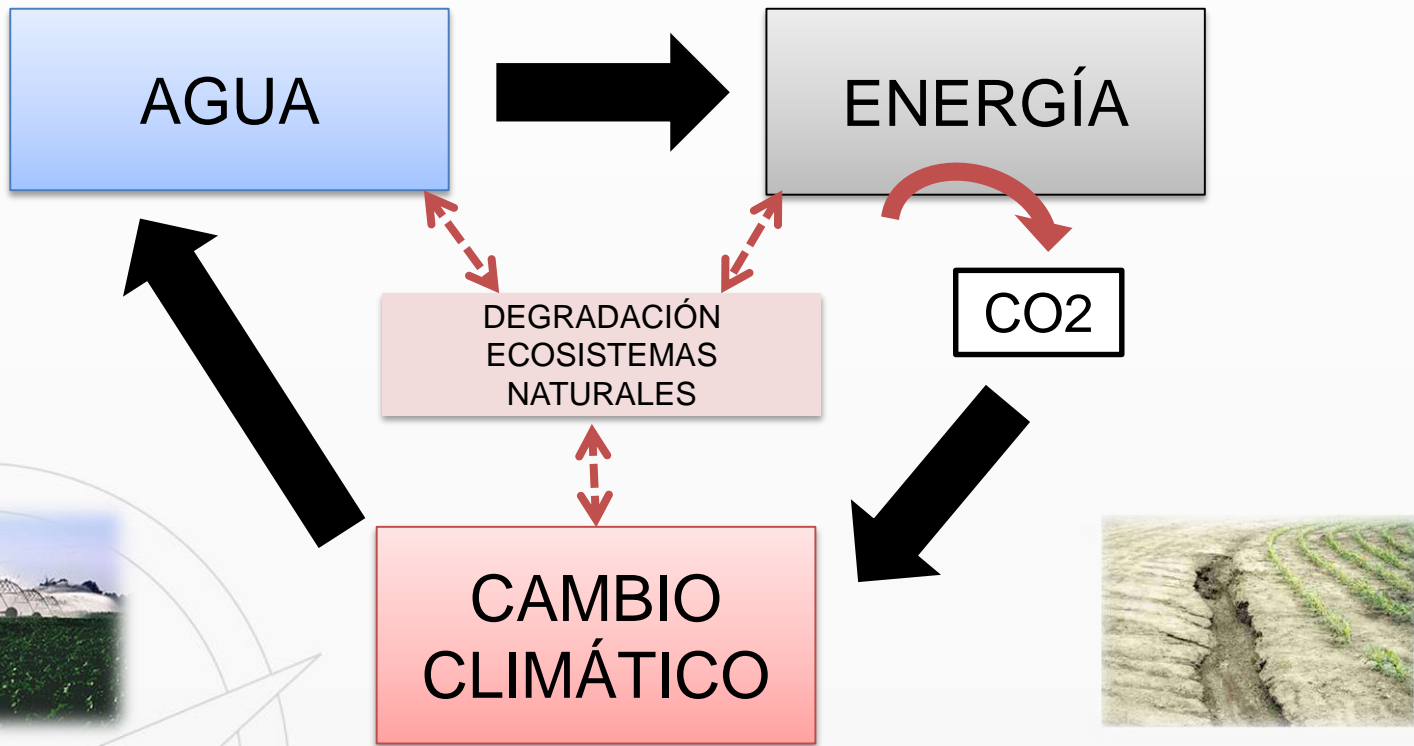 AGUA
ENERGÍA
CO2
DEGRADACIÓN
ECOSISTEMAS
NATURALES
CAMBIO
CLIMÁTICO